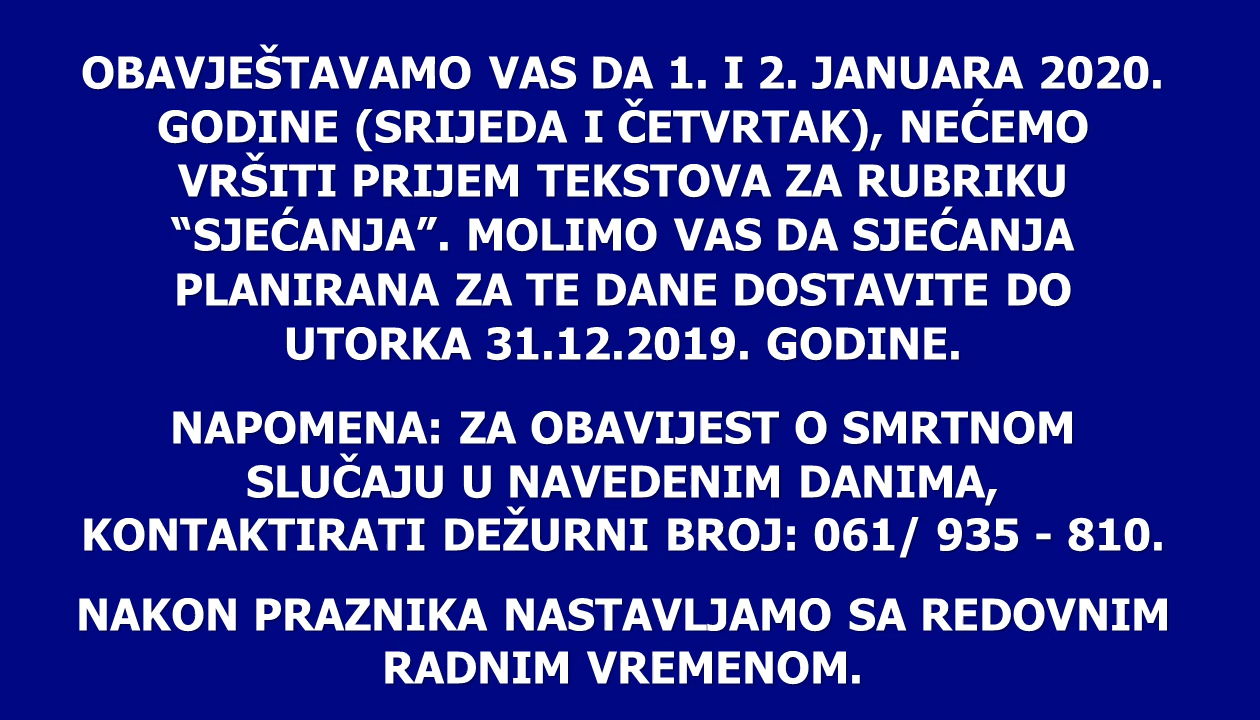 OBAVJEŠTAVAMO VAS DA 1. I 2. JANUARA 2020.
GODINE (SRIJEDA I ČETVRTAK), NEĆEMO
VRŠITI PRIJEM TEKSTOVA ZA RUBRIKU
“SJEĆANJA”. MOLIMO VAS DA SJEĆANJA
PLANIRANA ZA TE DANE DOSTAVITE DO
UTORKA 31.12.2019. GODINE.
NAPOMENA: ZA OBAVIJEST O SMRTNOM
SLUČAJU U NAVEDENIM DANIMA,
KONTAKTIRATI DEŽURNI BROJ: 061/ 935 - 810.
NAKON PRAZNIKA NASTAVLJAMO SA REDOVNIM
RADNIM VREMENOM.